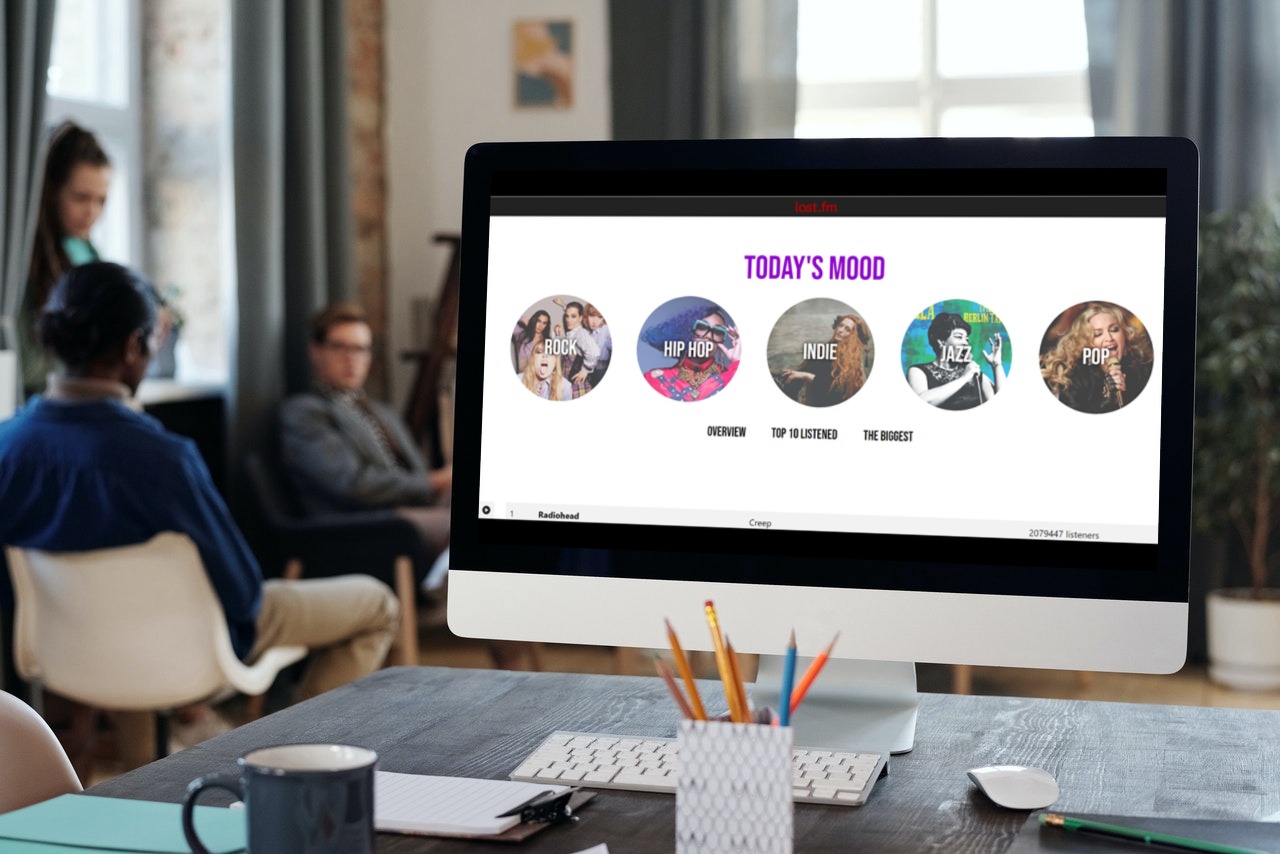 lost.fm
TODAY'S MOOD
ROCK
HIP HOP
INDIE
JAZZ
POP
OVERVIEW
TOP 10 LISTENED
THE BIGGEST
1
Radiohead
Creep
2079447 listeners